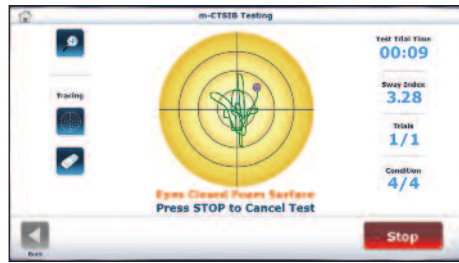 m-CTSIB Testing
Test Trial Time
00:09
Tracing
Sway Index
3.28
Trials
1/1
Condition
4/4
Eyes Closed Foam Surface
Press STOP to Cancel Test
Back
Stop